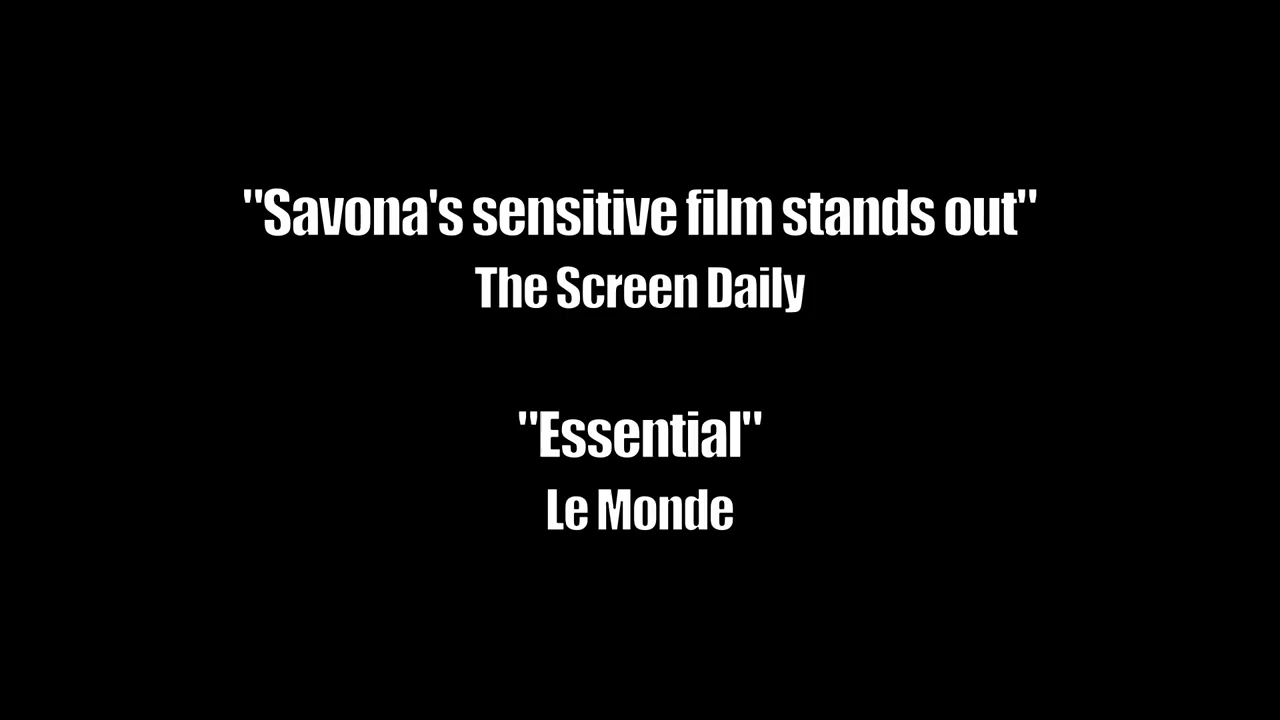 "Savona's sensitive film stands out"
The Screen Daily
"Essential"
Le Monde